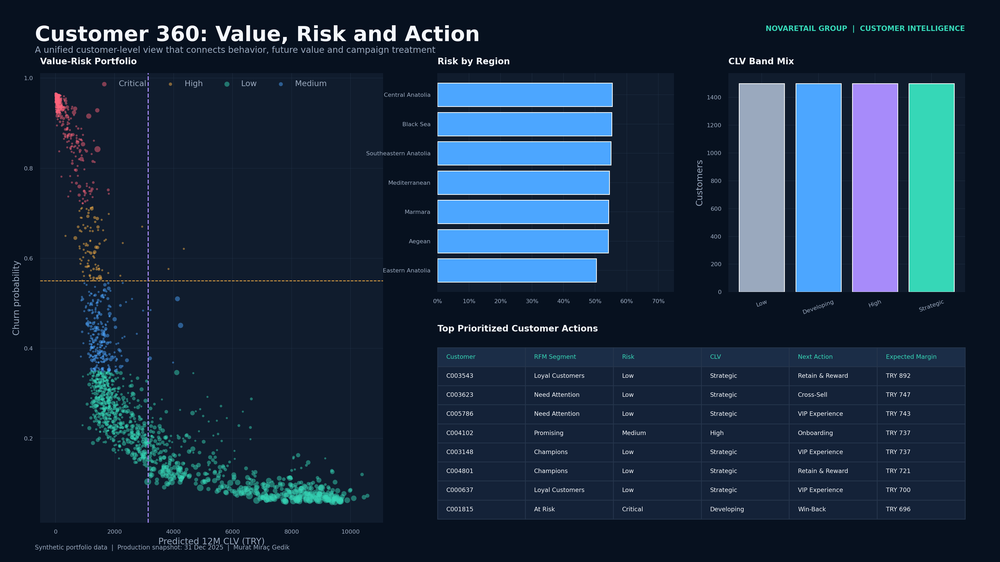 Customer 360: Value, Risk and Action
NOVARETAIL GROUP | CUSTOMER INTELLIGENCE
A unified customer-level view that connects behavior, future value and campaign treatment
Value-Risk Portfolio
Critical High Low Medium
1.0
0.8
0.6
0.4
0.2
Churn probability
0 2000 4000 6000 8000 10000
Predicted 12M CLV (TRY)
Risk by Region
Central Anatolia
Black Sea
Southeastern Anatolia
Mediterranean
Marmara
Aegean
Eastern Anatolia
0% 10% 20% 30% 40% 50% 60% 70%
CLV Band Mix
Customers
1400
1200
1000
800
600
400
200
0
Low Developing High Strategic
Top Prioritized Customer Actions
Customer RFM Segment Risk CLV Next Action Expected Margin
C003543 Loyal Customers Low Strategic Retain & Reward TRY 892
C003623 Need Attention Low Strategic Cross-Sell TRY 747
C005786 Need Attention Low Strategic VIP Experience TRY 743
C004102 Promising Medium High Onboarding TRY 737
C003148 Champions Low Strategic VIP Experience TRY 737
C004801 Champions Low Strategic Retain & Reward TRY 721
C000637 Loyal Customers Low Strategic VIP Experience TRY 700
C001815 At Risk Critical Developing Win-Back TRY 696
Synthetic portfolio data | Production snapshot: 31 Dec 2025 | Murat Miraç Gedik